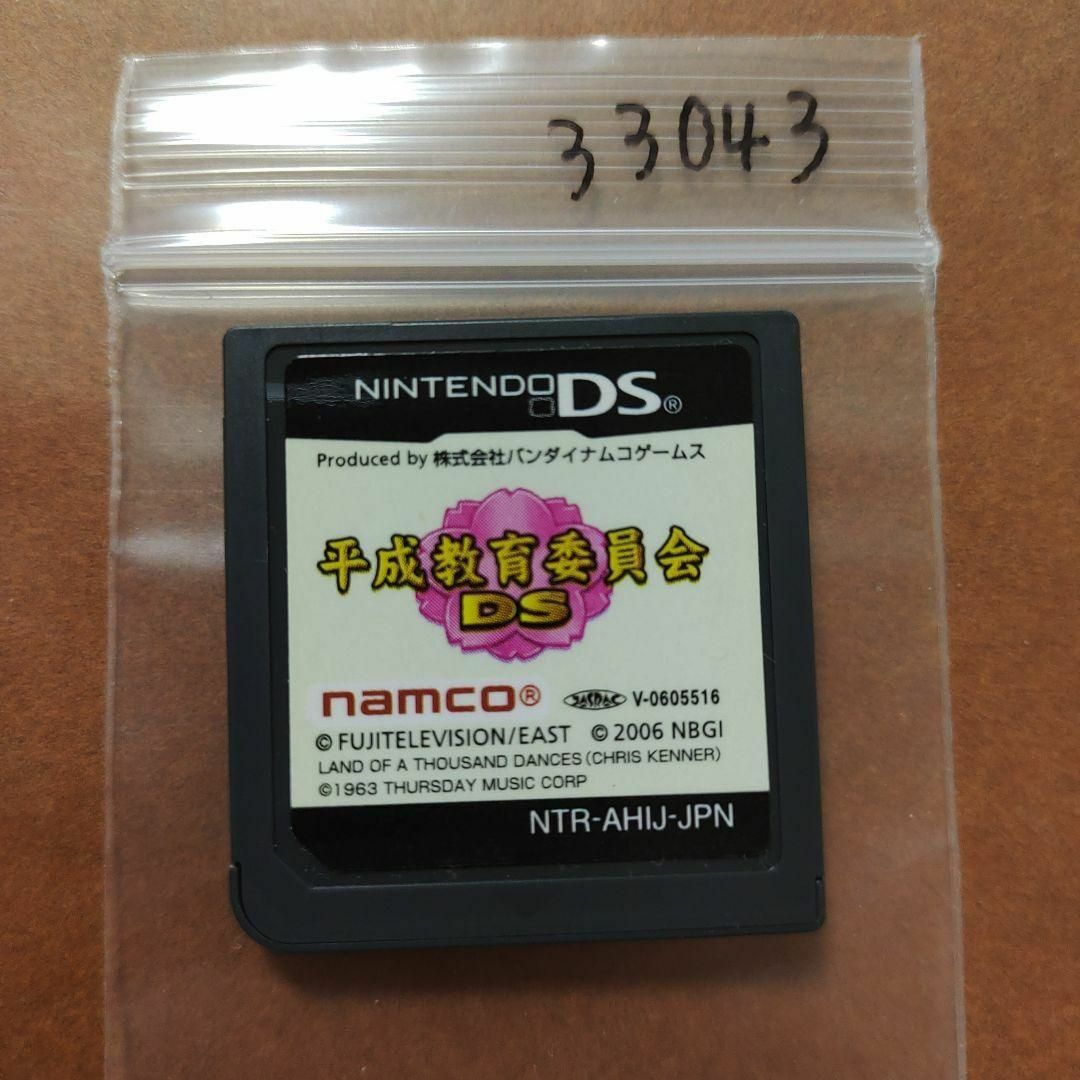 33043
NINTENDO DS®
Produced by 株式会社バンダイナムコゲームス
平成教育委員会
DS
namco® JASRAC V-0605516
© FUJITELEVISION/EAST © 2006 NBGI
LAND OF A THOUSAND DANCES (CHRIS KENNER)
©1963 THURSDAY MUSIC CORP
NTR-AHIJ-JPN